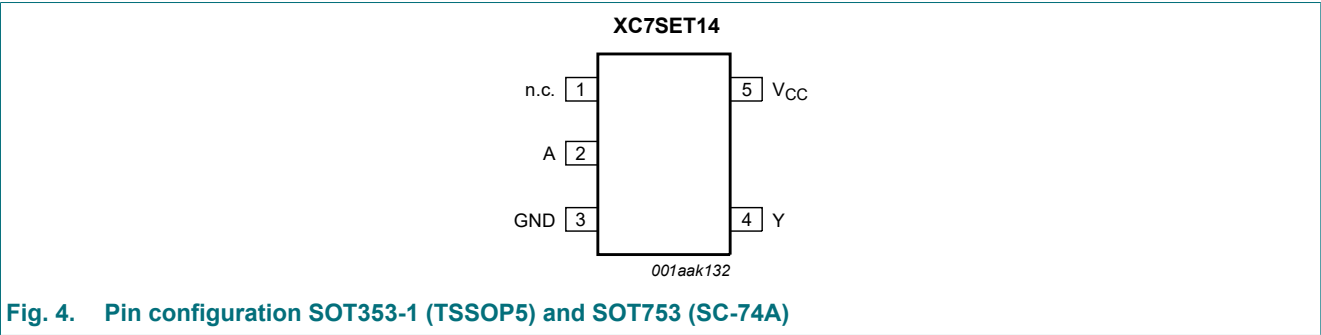 XC7SET14
n.c. 1
5 VCC
A 2
GND 3
4 Y
001aak132
Fig. 4. Pin configuration SOT353-1 (TSSOP5) and SOT753 (SC-74A)